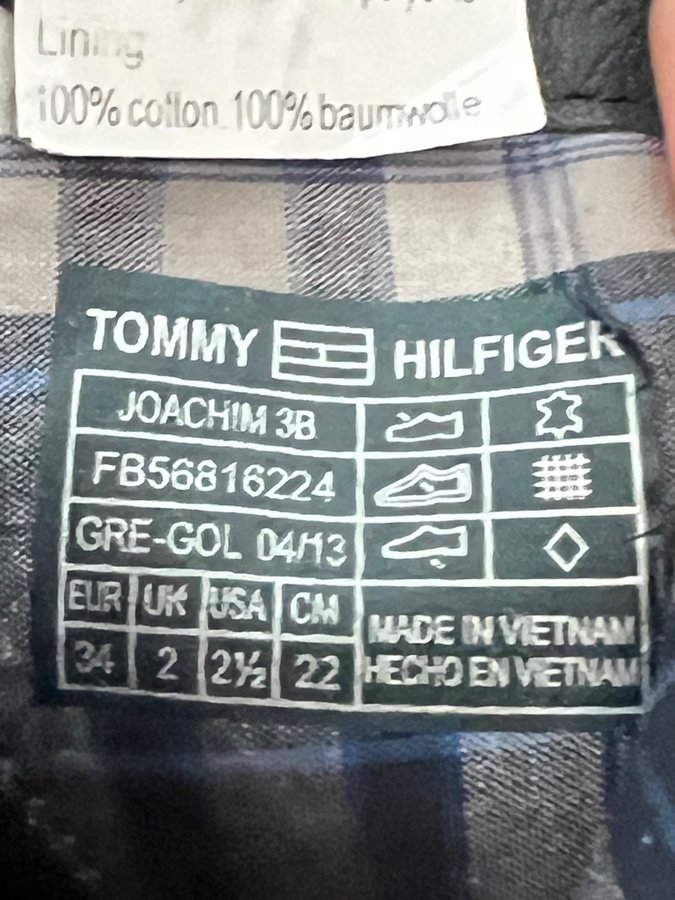 Lining
100% cotton 100% baumwolle
TOMMY HILFIGER
JOACHIM 3B
FB56816224
GRE-GOL 04/13
EUR UK USA CM
34 2 2½ 22
MADE IN VIETNAM
HECHO EN VIETNAM